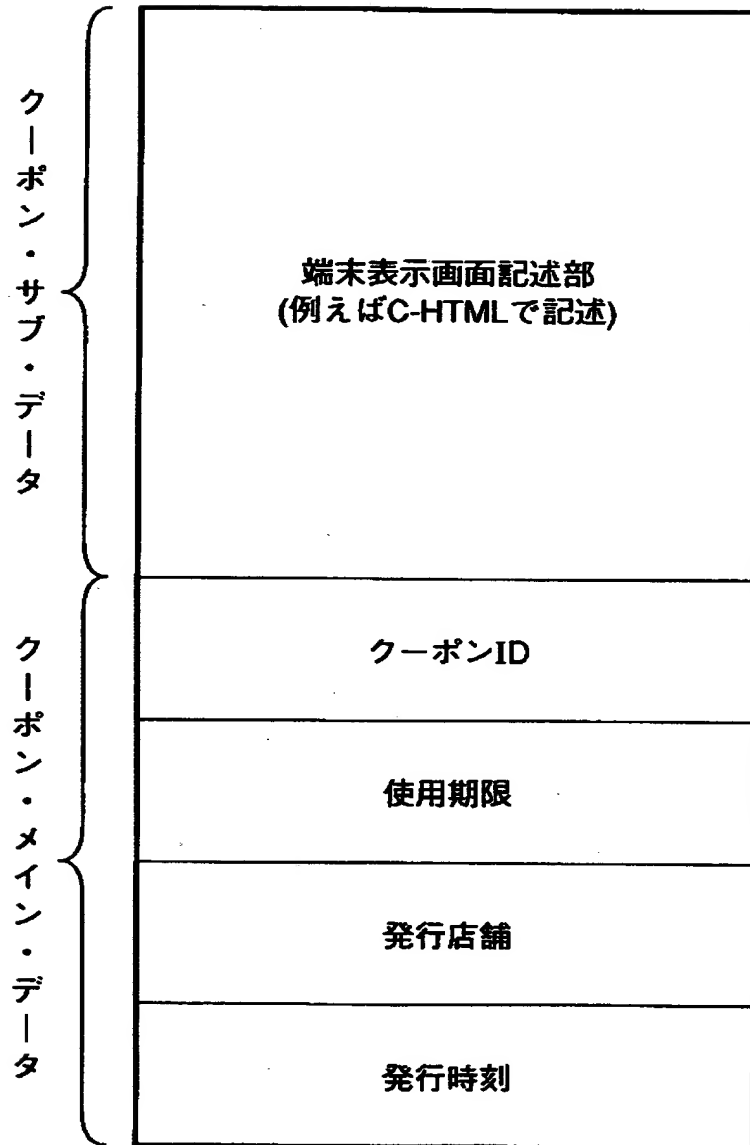 クーポン・サブ・データ
端末表示画面記述部
(例えばC-HTMLで記述)
クーポン・メイン・データ
クーポンID
使用期限
発行店舗
発行時刻